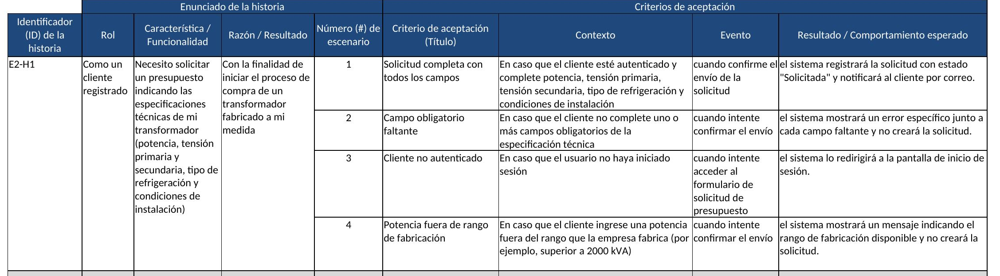 Enunciado de la historia
Criterios de aceptación
Identificador
(ID) de la
historia
Rol
Característica /
Funcionalidad
Razón / Resultado
Número (#) de
escenario
Criterio de aceptación
(Título)
Contexto
Evento
Resultado / Comportamiento esperado
E2-H1
Como un
cliente
registrado
Necesito solicitar
un presupuesto
indicando las
especificaciones
técnicas de mi
transformador
(potencia, tensión
primaria y
secundaria, tipo de
refrigeración y
condiciones de
instalación)
Con la finalidad de
iniciar el proceso de
compra de un
transformador
fabricado a mi
medida
1
Solicitud completa con
todos los campos
En caso que el cliente esté autenticado y
complete potencia, tensión primaria,
tensión secundaria, tipo de refrigeración y
condiciones de instalación
cuando confirme el
envío de la
solicitud
el sistema registrará la solicitud con estado
"Solicitada" y notificará al cliente por correo.
2
Campo obligatorio
faltante
En caso que el cliente no complete uno o
más campos obligatorios de la
especificación técnica
cuando intente
confirmar el envío
el sistema mostrará un error específico junto a
cada campo faltante y no creará la solicitud.
3
Cliente no autenticado
En caso que el usuario no haya iniciado
sesión
cuando intente
acceder al
formulario de
solicitud de
presupuesto
el sistema lo redirigirá a la pantalla de inicio de
sesión.
4
Potencia fuera de rango
de fabricación
En caso que el cliente ingrese una potencia
fuera del rango que la empresa fabrica (por
ejemplo, superior a 2000 kVA)
cuando intente
confirmar el envío
el sistema mostrará un mensaje indicando el
rango de fabricación disponible y no creará la
solicitud.